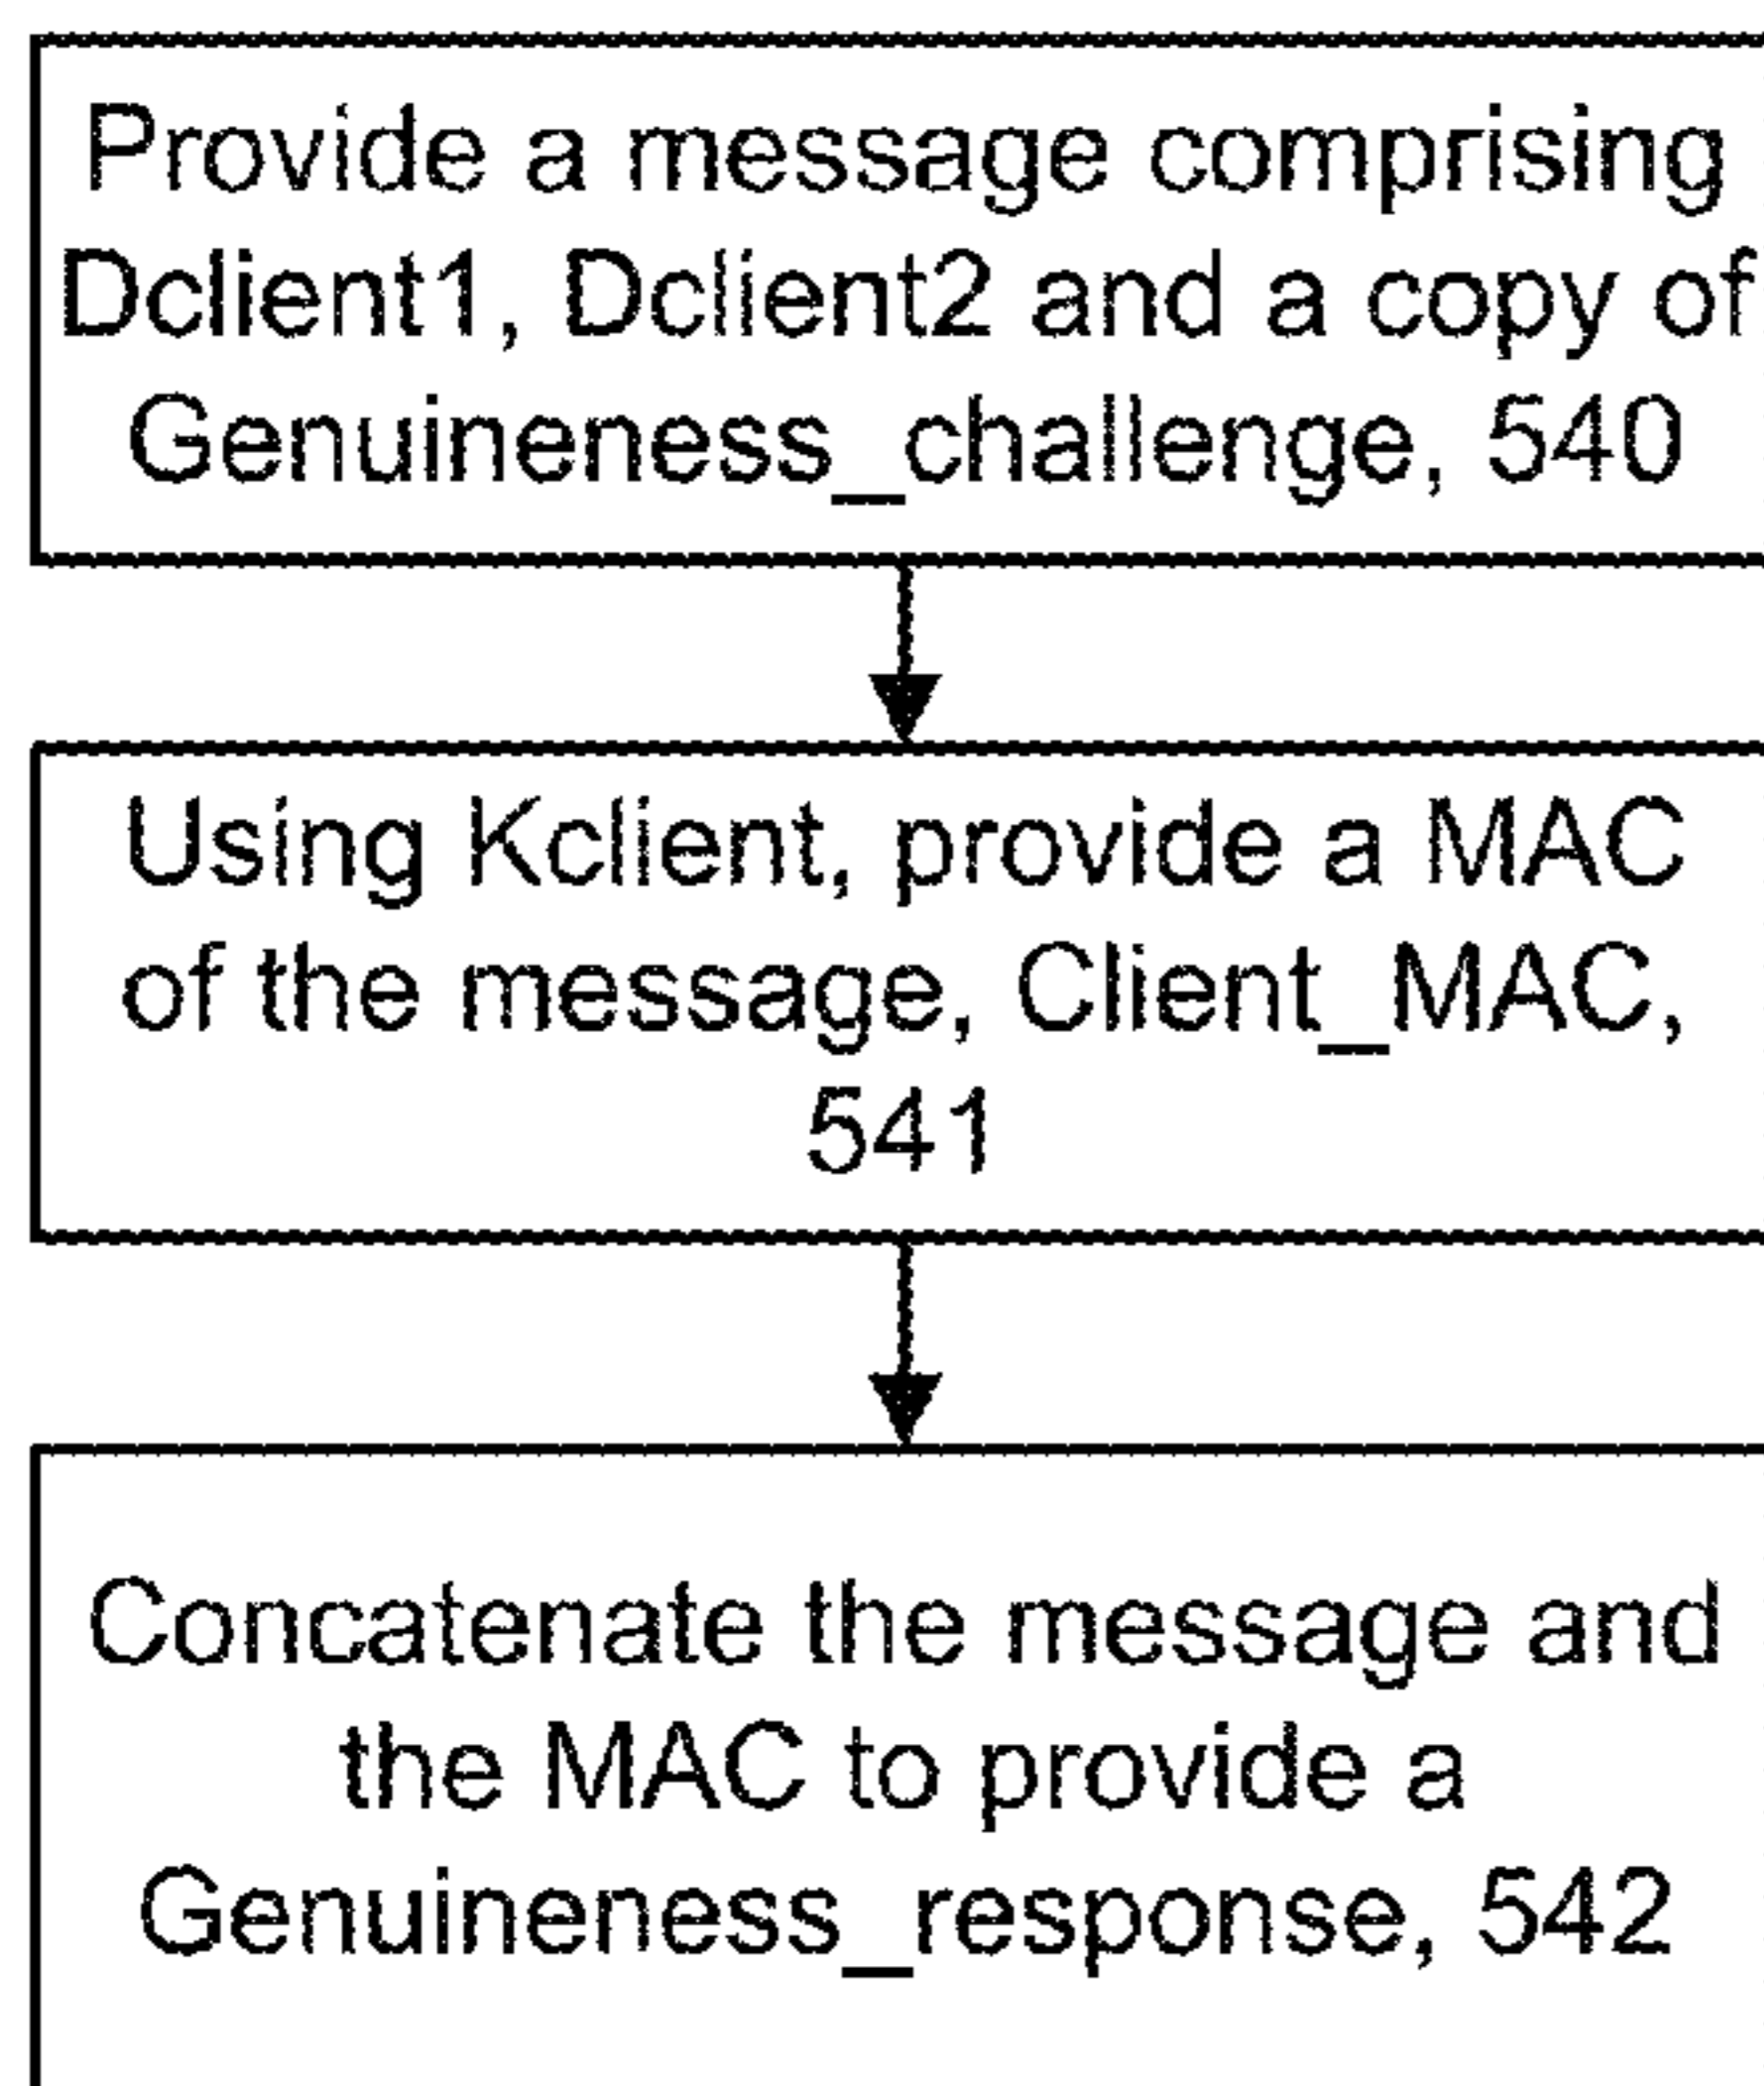 Provide a message comprising
Dclient1, Dclient2 and a copy of
Genuineness_challenge, 540
Using Kclient, provide a MAC
of the message, Client_MAC,
541
Concatenate the message and
the MAC to provide a
Genuineness_response, 542